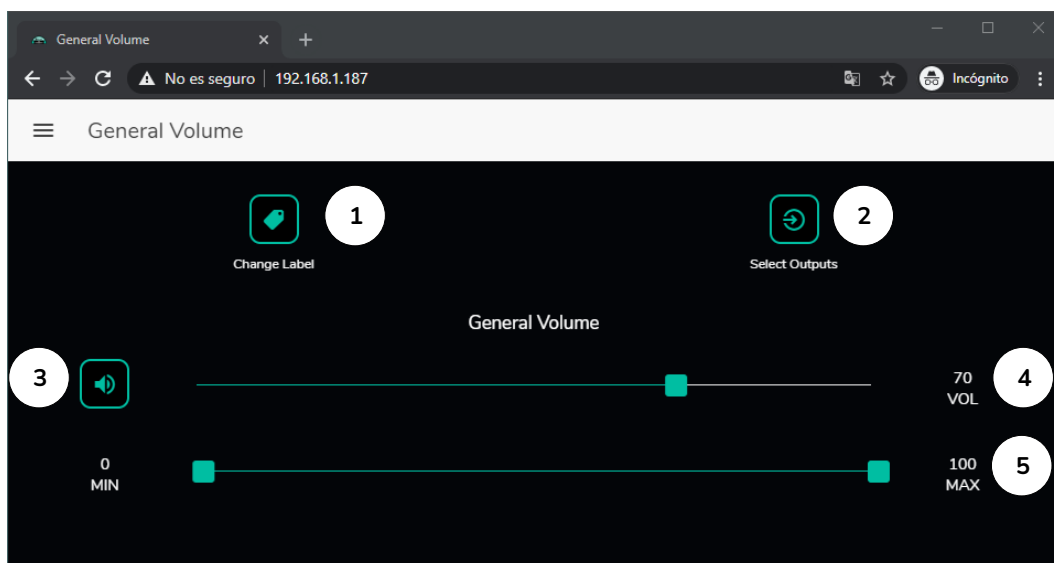 General Volume
No es seguro 192.168.1.187
Incógnito
General Volume
1
2
Change Label
Select Outputs
General Volume
3
70
VOL
4
0
MIN
100
MAX
5